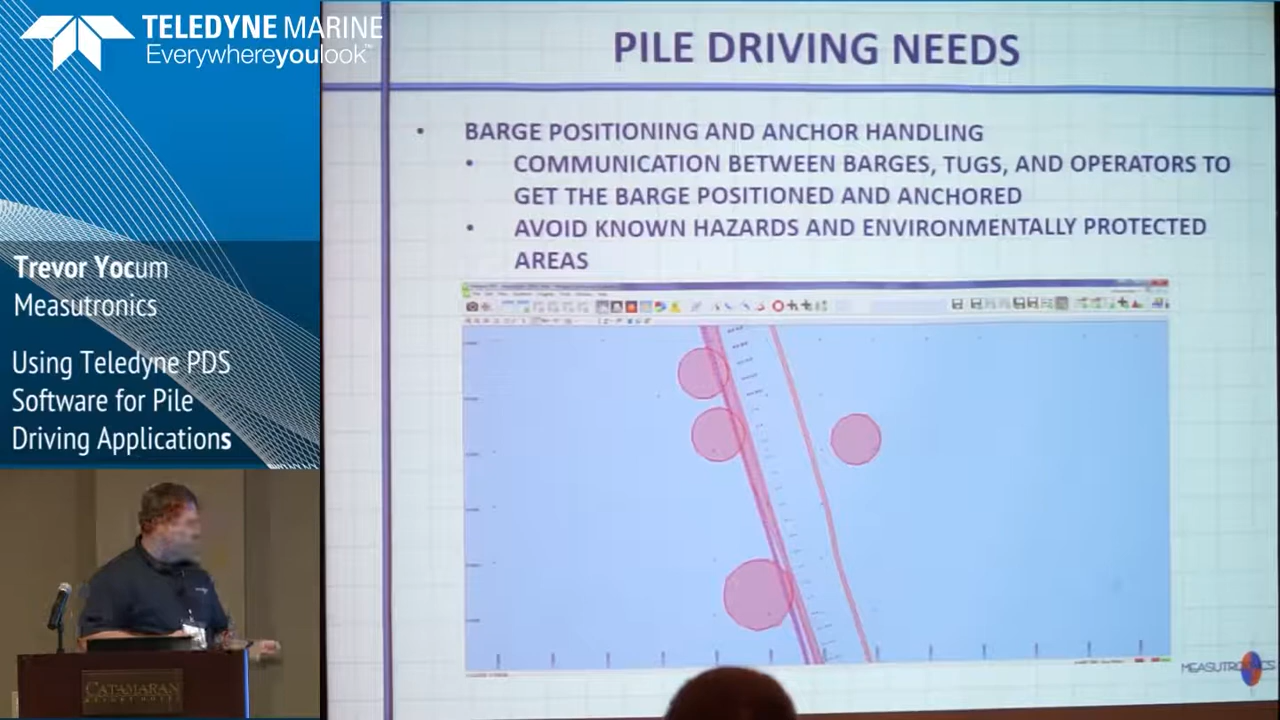 TELEDYNE MARINE
Everywhereyoulook™
Trevor Yocum
Measutronics
Using Teledyne PDS
Software for Pile
Driving Applications
CATAMARAN
RESORT HOTEL
PILE DRIVING NEEDS
• BARGE POSITIONING AND ANCHOR HANDLING
• COMMUNICATION BETWEEN BARGES, TUGS, AND OPERATORS TO
GET THE BARGE POSITIONED AND ANCHORED
• AVOID KNOWN HAZARDS AND ENVIRONMENTALLY PROTECTED
AREAS
MEASUTRONICS